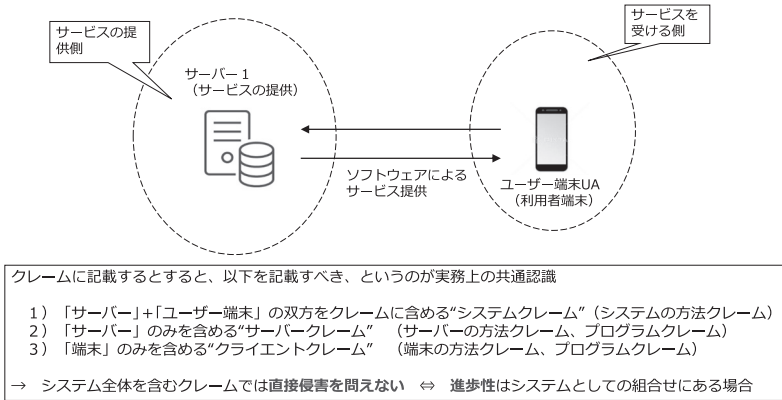 サービスの提
供側
サービスを
受ける側
サーバー１
（サービスの提供）
ソフトウェアによる
サービス提供
ユーザー端末UA
（利用者端末）
クレームに記載するとすると、以下を記載すべき、というのが実務上の共通認識
１）「サーバー」+「ユーザー端末」の双方をクレームに含める“システムクレーム”（システムの方法クレーム）
２）「サーバー」のみを含める“サーバークレーム”　（サーバーの方法クレーム、プログラムクレーム）
３）「端末」のみを含める“クライエントクレーム”　（端末の方法クレーム、プログラムクレーム）
→　システム全体を含むクレームでは直接侵害を問えない　⇔　進歩性はシステムとしての組合せにある場合